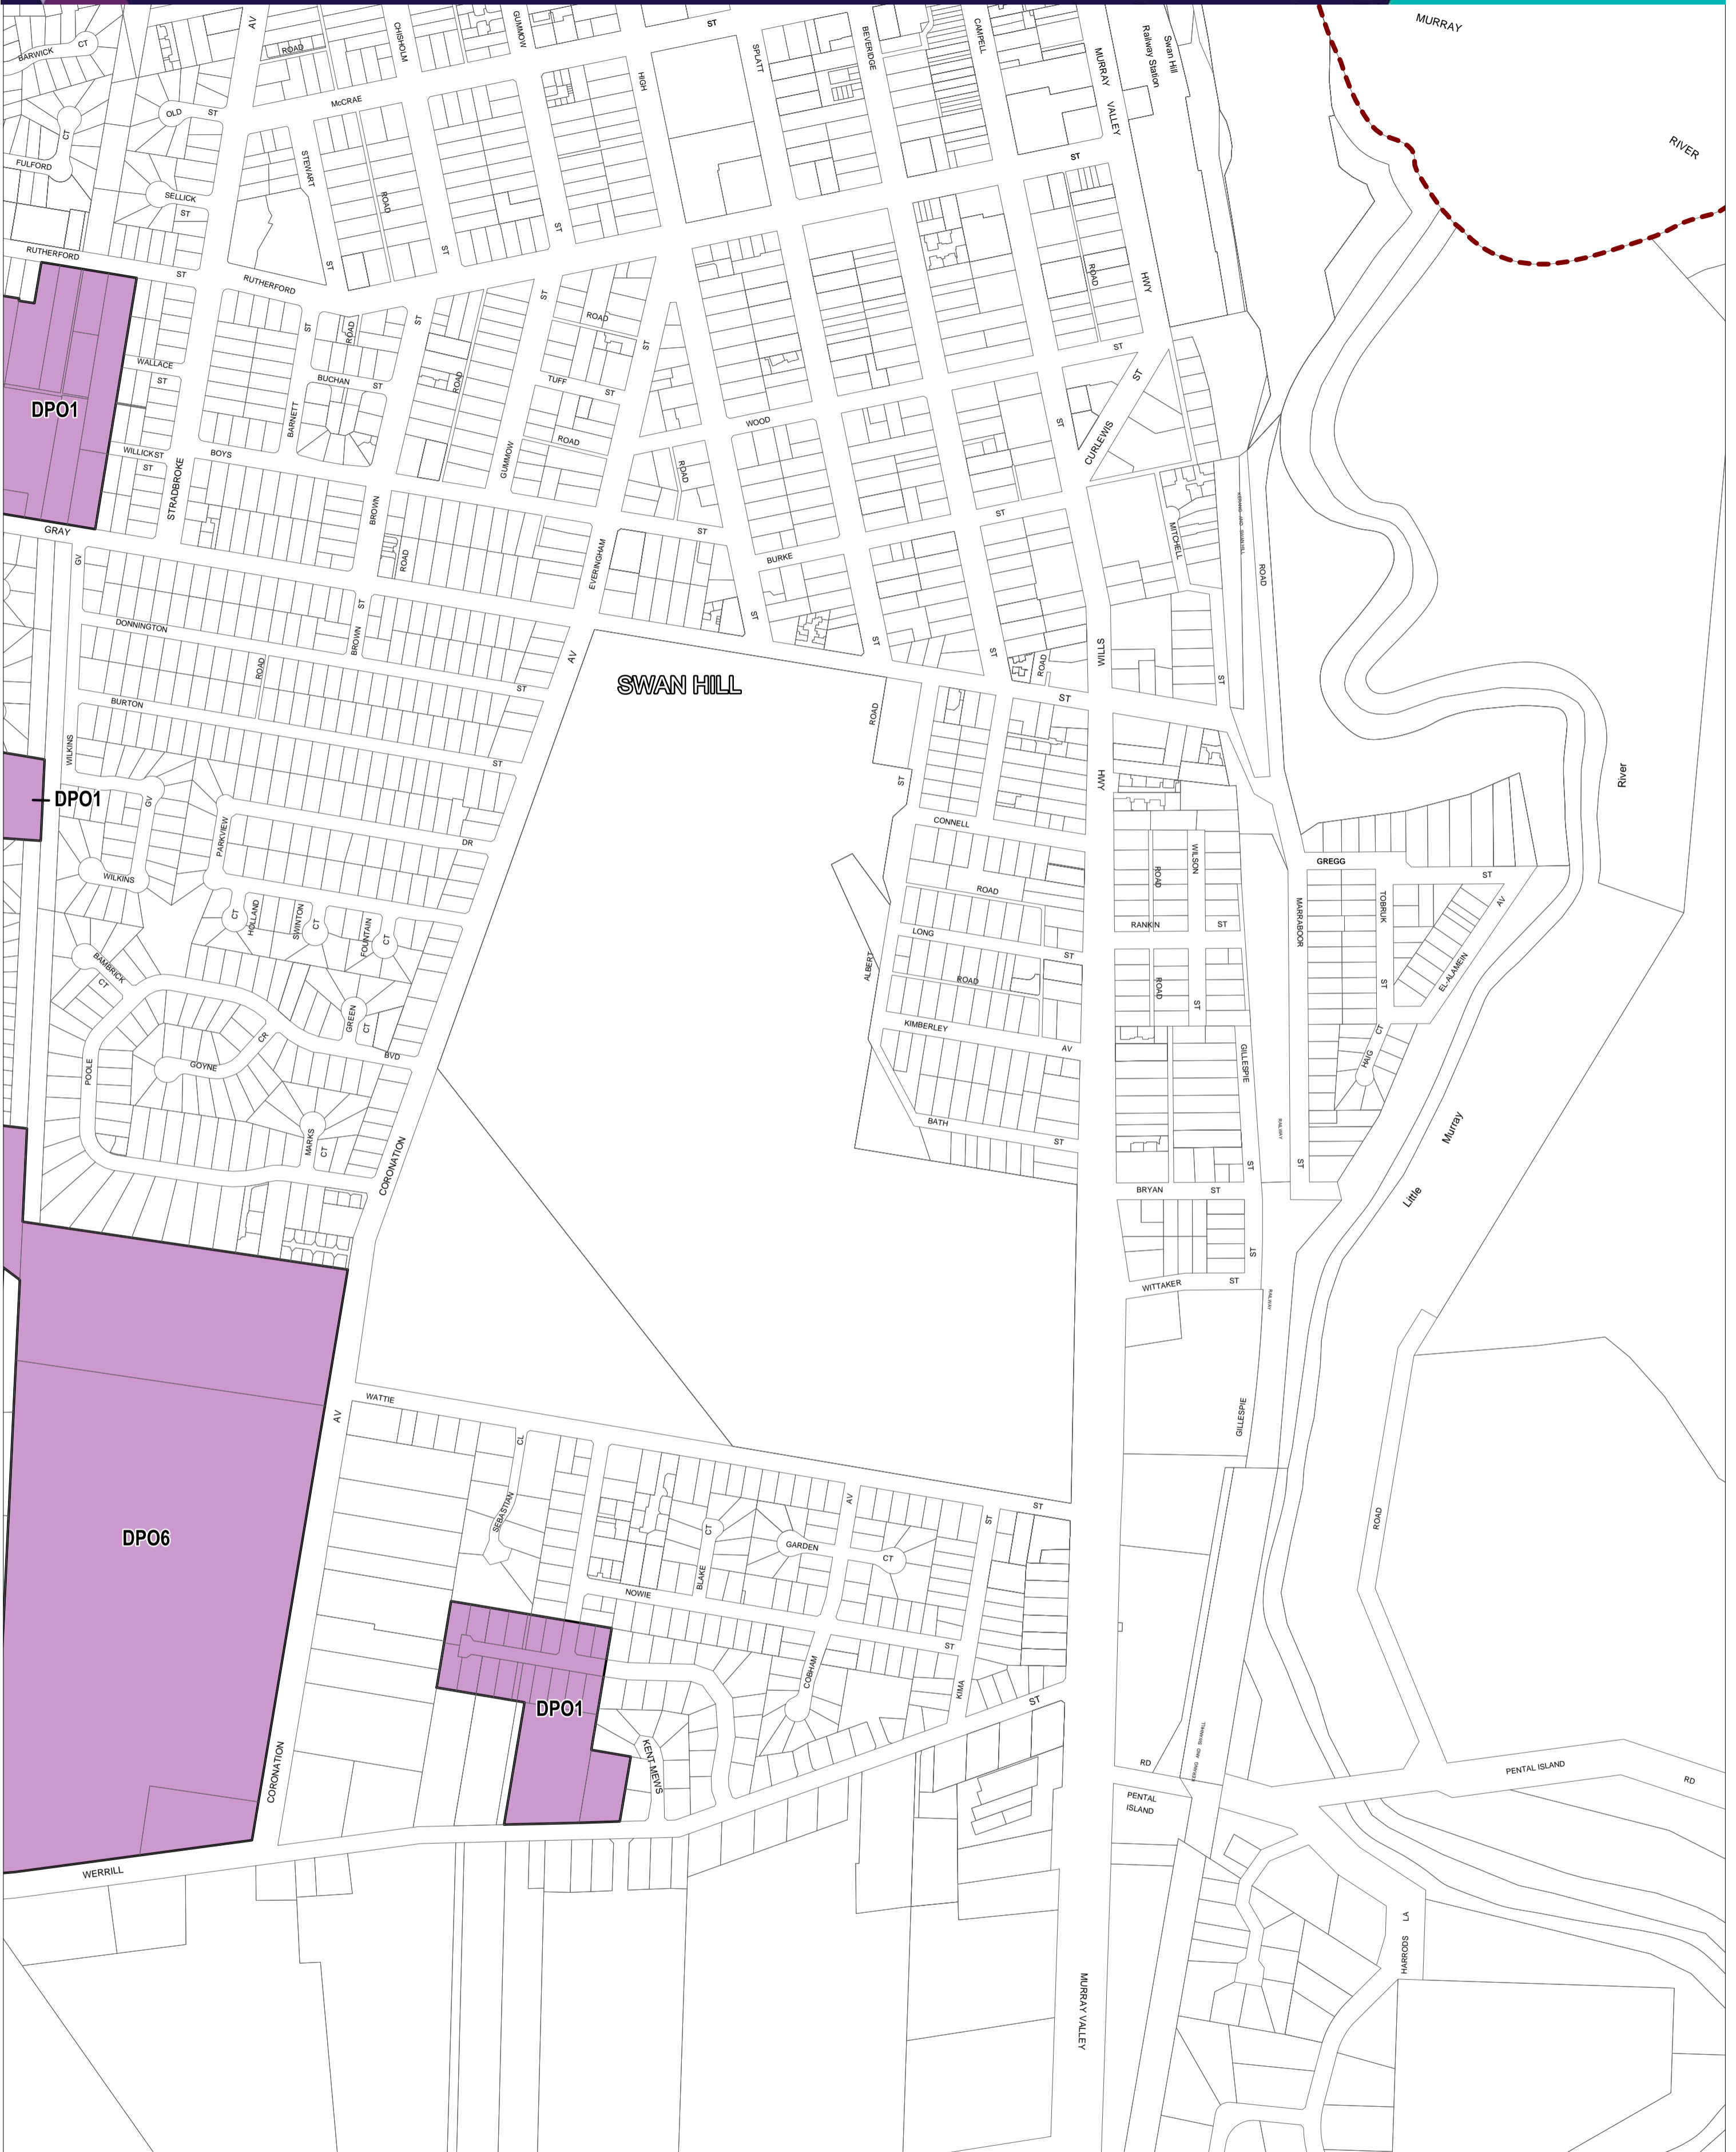 MURRAY
RIVER
BARWICK
CT
AV
ROAD
CHISHOLM
GUMMOW
ST
HIGH
SPLATT
BEVERIDGE
CAMPELL
MURRAY
VALLEY
Swan Hill
Railway Station
McCRAE
OLD
ST
CT
FULFORD
SELLICK
ST
STEWART
ROAD
ST
ST
ST
ST
RUTHERFORD
ST
RUTHERFORD
ROAD
HWY
ST
ROAD
ST
ST
ST
ROAD
ST
DPO1
WALLACE
ST
BUCHAN
ST
ROAD
TUFF
ST
ST
CURLEWIS
ST
BARNETT
WOOD
ROAD
GUMMOW
ROAD
WILLICK ST
ST
BOYS
STRADBROKE
BROWN
ST
ST
BURKE
MITCHELL
ROAD
GRAY
GV
ROAD
EVERINGHAM
ST
DONNINGTON
BROWN
ROAD
AV
ST
ST
ST
ST
ROAD
WILLS
ST
SWAN HILL
ROAD
ST
BURTON
WILKINS
ST
ST
HWY
DPO1
GV
PARKVIEW
DR
CONNELL
River
WILKINS
ROAD
ROAD
WILSON
GREGG
ST
TOBRUK
AV
CT
HOLLAND
SWINTON
CT
FOUNTAIN
CT
LONG
ST
RANKIN
ST
MARRABOOR
BAMBRICK
CT
ALBERT
ROAD
ROAD
ST
ST
EL-ALAMEIN
GREEN
CT
BVD
CR
GOYNE
POOLE
KIMBERLEY
AV
GILLESPIE
HAIG
CT
MARKS
CT
CORONATION
BATH
ST
RAILWAY
ST
ST
Murray
Little
BRYAN
ST
ST
WITTAKER
ST
RAILWAY
WATTIE
AV
CL
SEBASTIAN
GILLESPIE
ST
ST
AV
ROAD
DPO6
CT
BLAKE
GARDEN
CT
NOWIE
ST
COBHAM
KIMA
ST
DPO1
KENT MEWS
CORONATION
RD
PENTAL ISLAND
RD
PENTAL
ISLAND
WERRILL
HARRODS
LA
MURRAY VALLEY